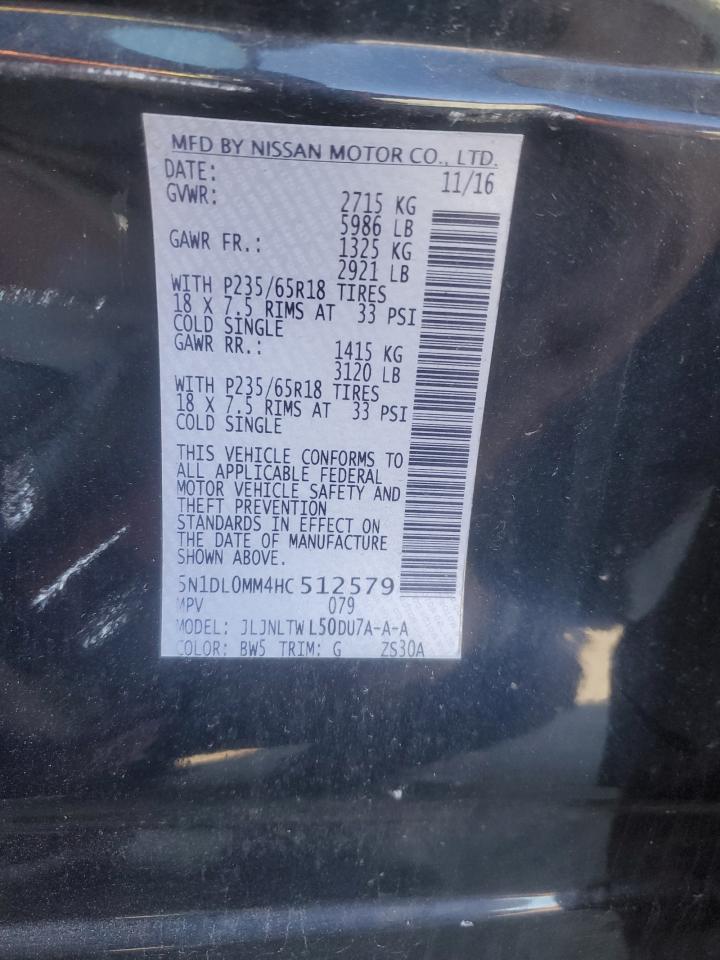 MFD BY NISSAN MOTOR CO., LTD.
DATE: 11/16
GVWR: 2715 KG
5986 LB
GAWR FR.: 1325 KG
2921 LB
WITH P235/65R18 TIRES
18 X 7.5 RIMS AT 33 PSI
COLD SINGLE
GAWR RR.: 1415 KG
3120 LB
WITH P235/65R18 TIRES
18 X 7.5 RIMS AT 33 PSI
COLD SINGLE
THIS VEHICLE CONFORMS TO
ALL APPLICABLE FEDERAL
MOTOR VEHICLE SAFETY AND
THEFT PREVENTION
STANDARDS IN EFFECT ON
THE DATE OF MANUFACTURE
SHOWN ABOVE.
5N1DL0MM4HC 512579
MPV 079
MODEL: JLJNLTW L50DU7A-A-A
COLOR: BW5 TRIM: G ZS30A